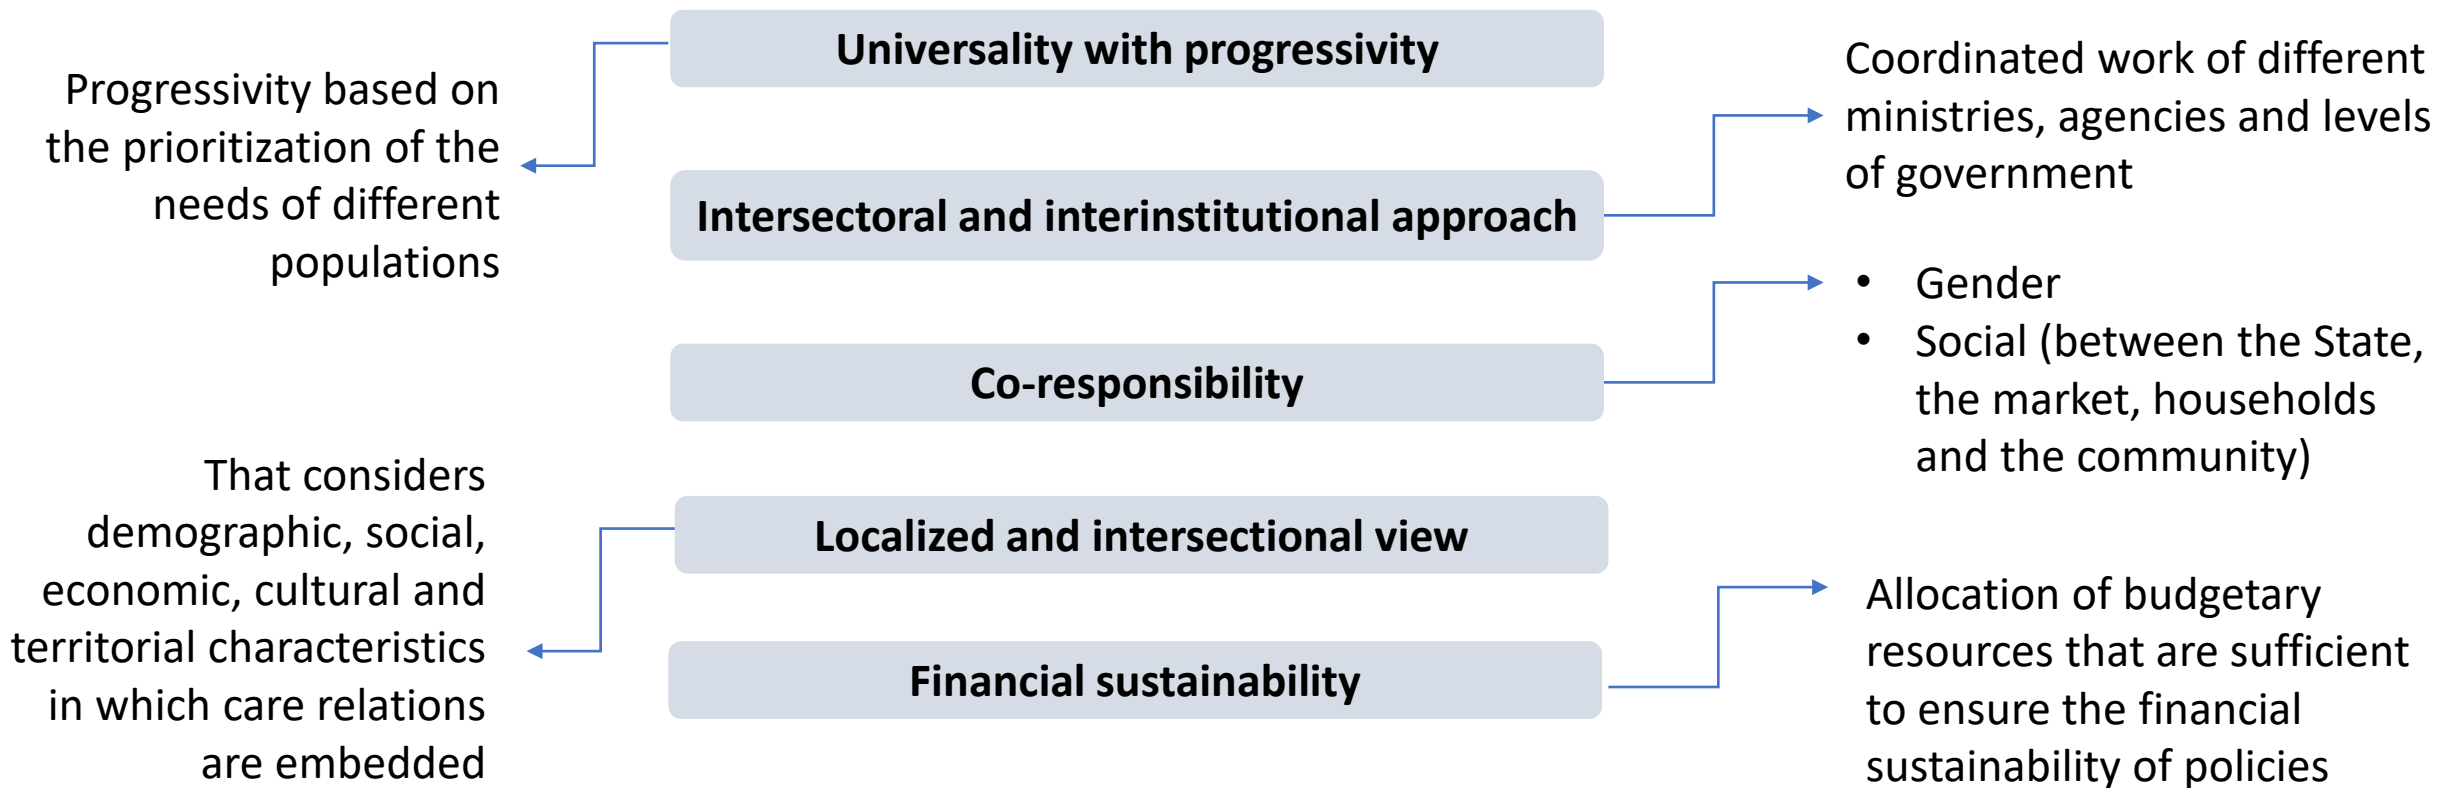 Universality with progressivity
Progressivity based on
the prioritization of the
needs of different
populations
Intersectoral and interinstitutional approach
Coordinated work of different
ministries, agencies and levels
of government
Co-responsibility
• Gender
• Social (between the State,
the market, households
and the community)
Localized and intersectional view
That considers
demographic, social,
economic, cultural and
territorial characteristics
in which care relations
are embedded
Financial sustainability
Allocation of budgetary
resources that are sufficient
to ensure the financial
sustainability of policies